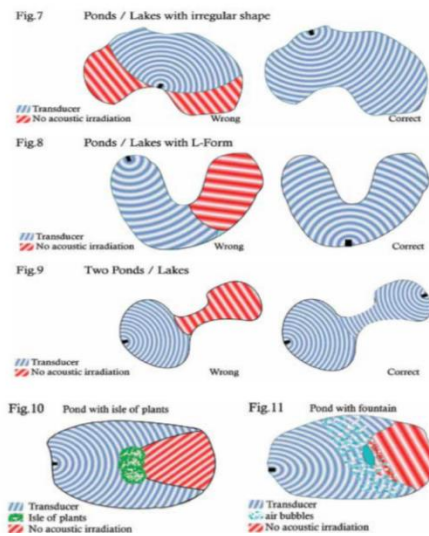 Fig.7 Ponds / Lakes with irregular shape
Transducer
No acoustic irradiation Wrong Correct
Fig.8 Ponds / Lakes with L-Form
Transducer
No acoustic irradiation Wrong Correct
Fig.9 Two Ponds / Lakes
Transducer
No acoustic irradiation Wrong Correct
Fig.10 Pond with isle of plants
Transducer
Isle of plants
No acoustic irradiation
Fig.11 Pond with fountain
Transducer
air bubbles
No acoustic irradiation